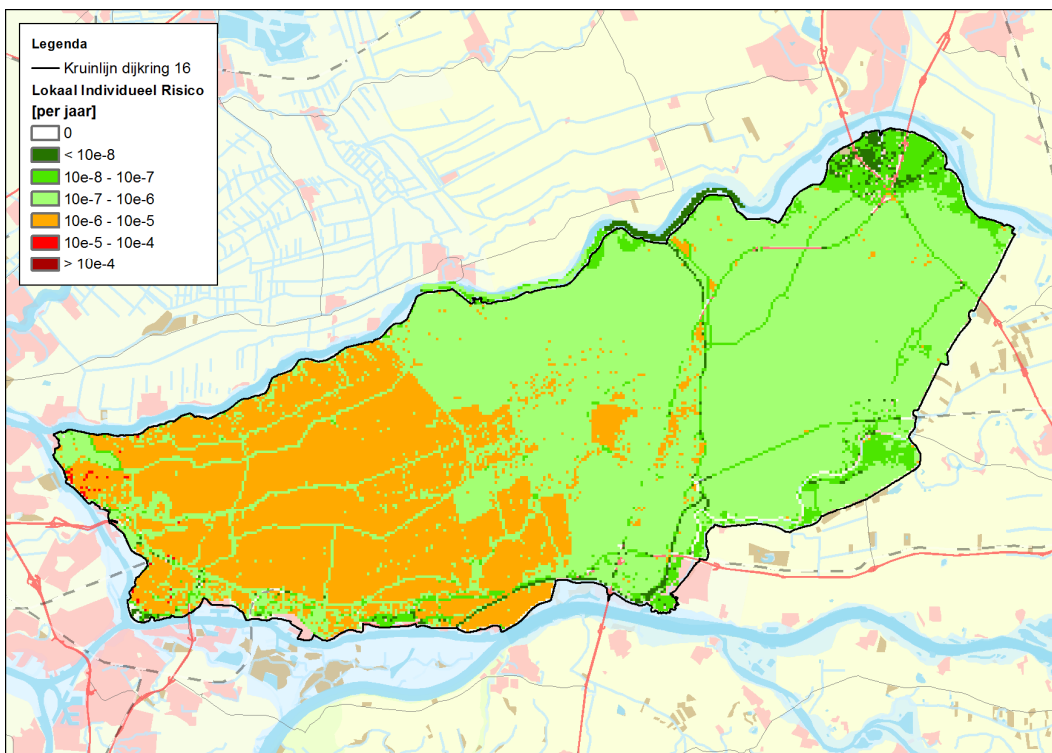 Legenda
Kruinlijn dijkring 16
Lokaal Individueel Risico
[per jaar]
0
< 10e-8
10e-8 - 10e-7
10e-7 - 10e-6
10e-6 - 10e-5
10e-5 - 10e-4
> 10e-4